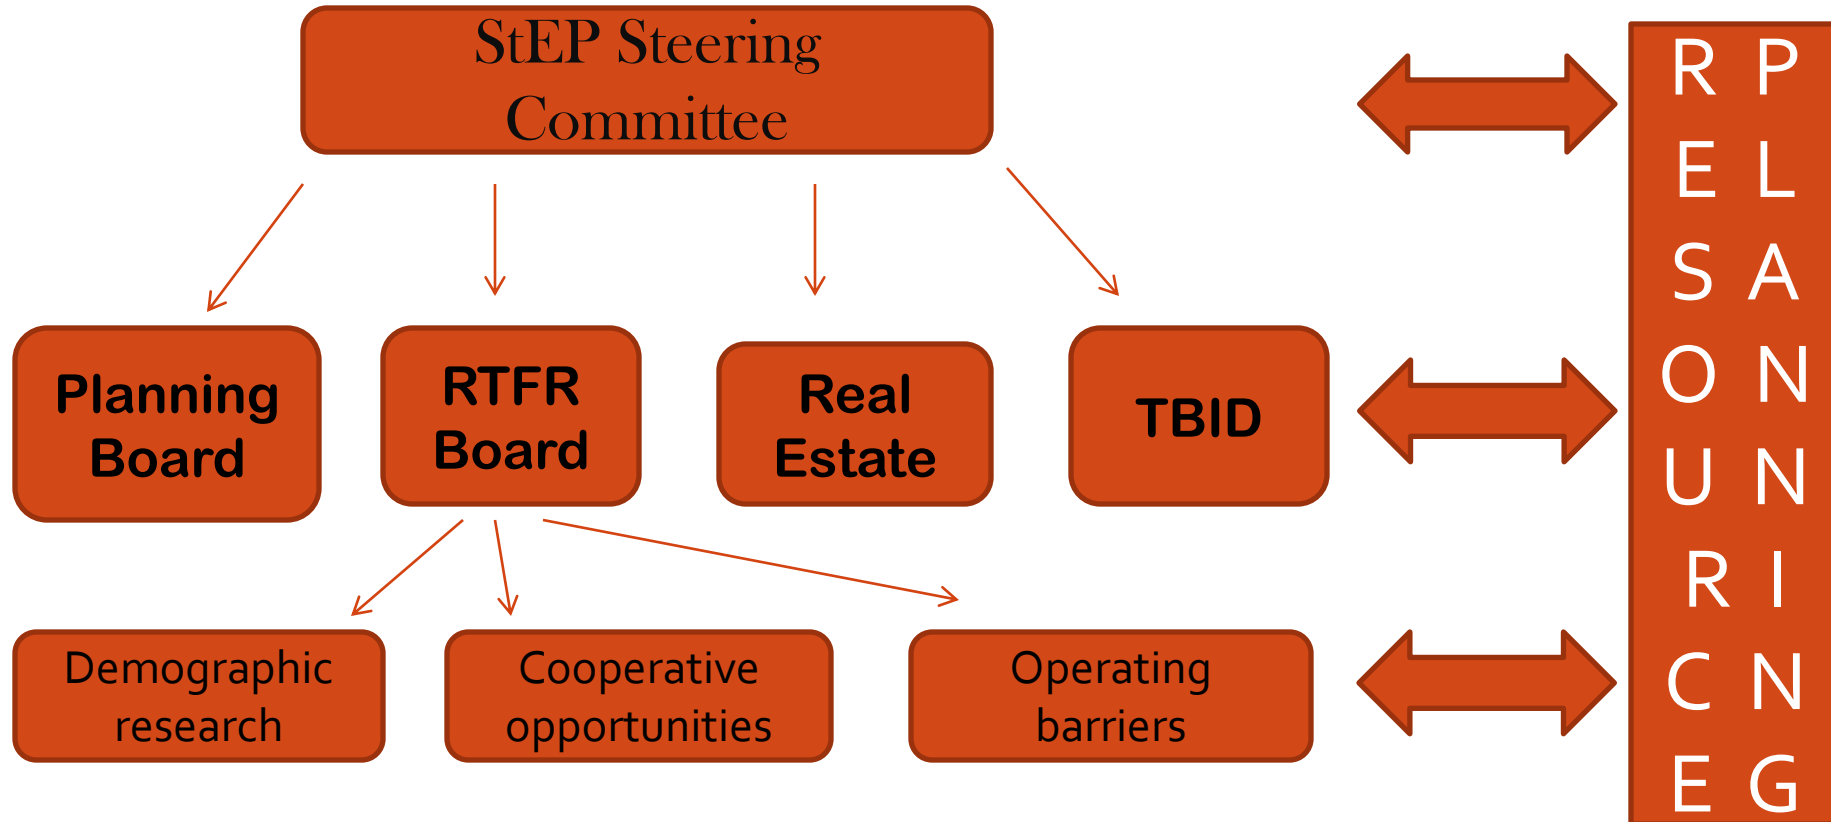 StEP Steering
Committee
Planning
Board
RTFR
Board
Real
Estate
TBID
Demographic
research
Cooperative
opportunities
Operating
barriers
R P
E L
S A
O N
U N
R I
C N
E G